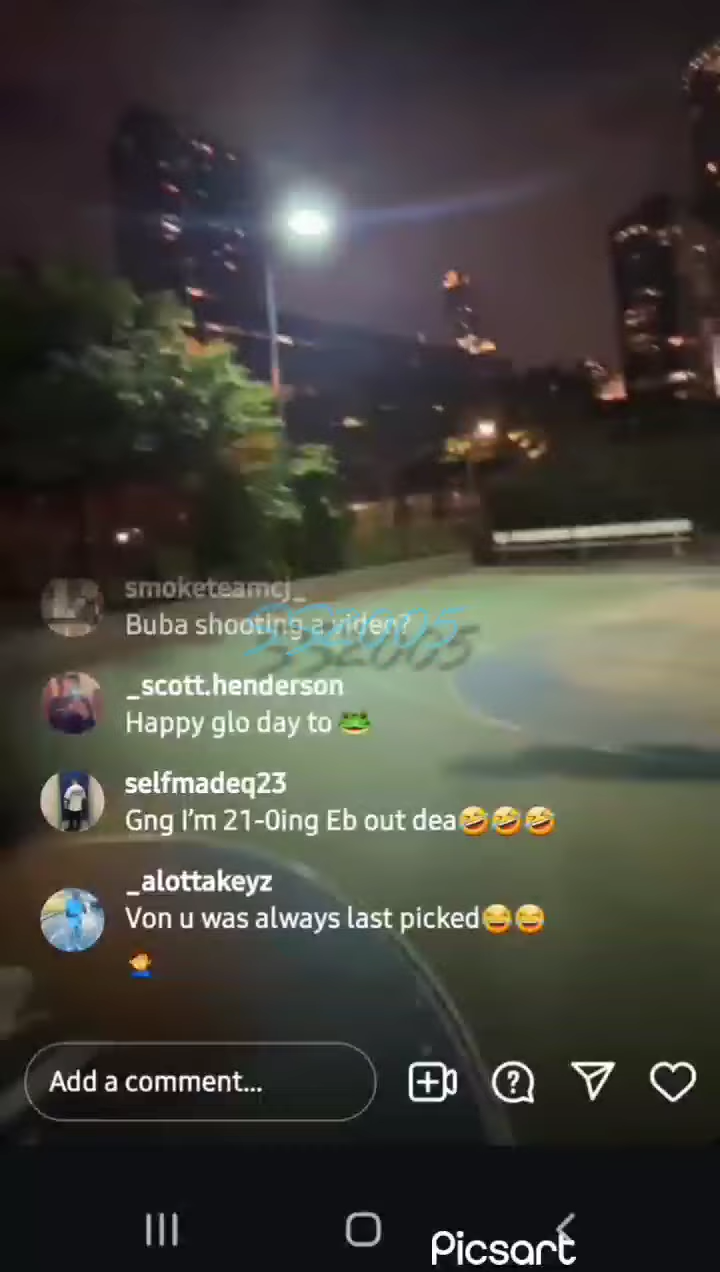 smoketeamcj_
Buba shooting a video?
332605
_scott.henderson
Happy glo day to 🐸
selfmadeq23
Gng I'm 21-0ing Eb out dea🤣🤣🤣
_alottakeyz
Von u was always last picked😂😂
Add a comment...
Picsart